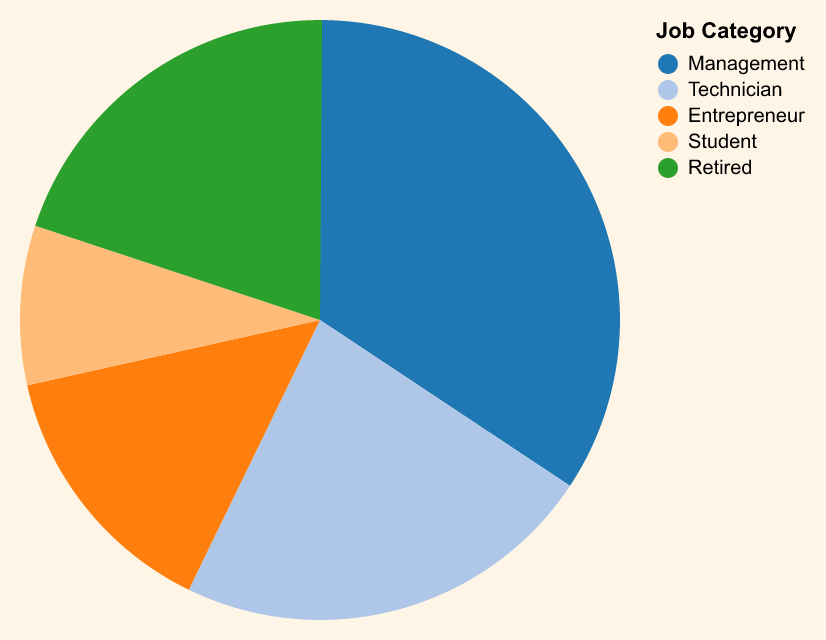 Job Category
Management
Technician
Entrepreneur
Student
Retired